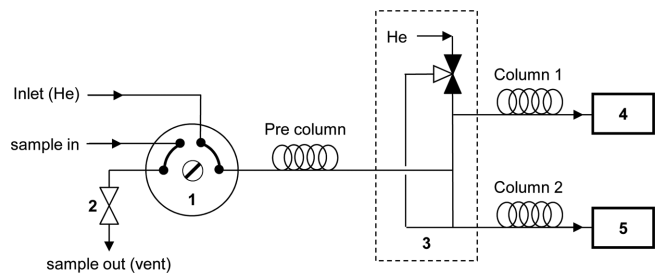 He
Column 1
Inlet (He)
4
Pre column
sample in
Column 2
1
2
3
5
sample out (vent)